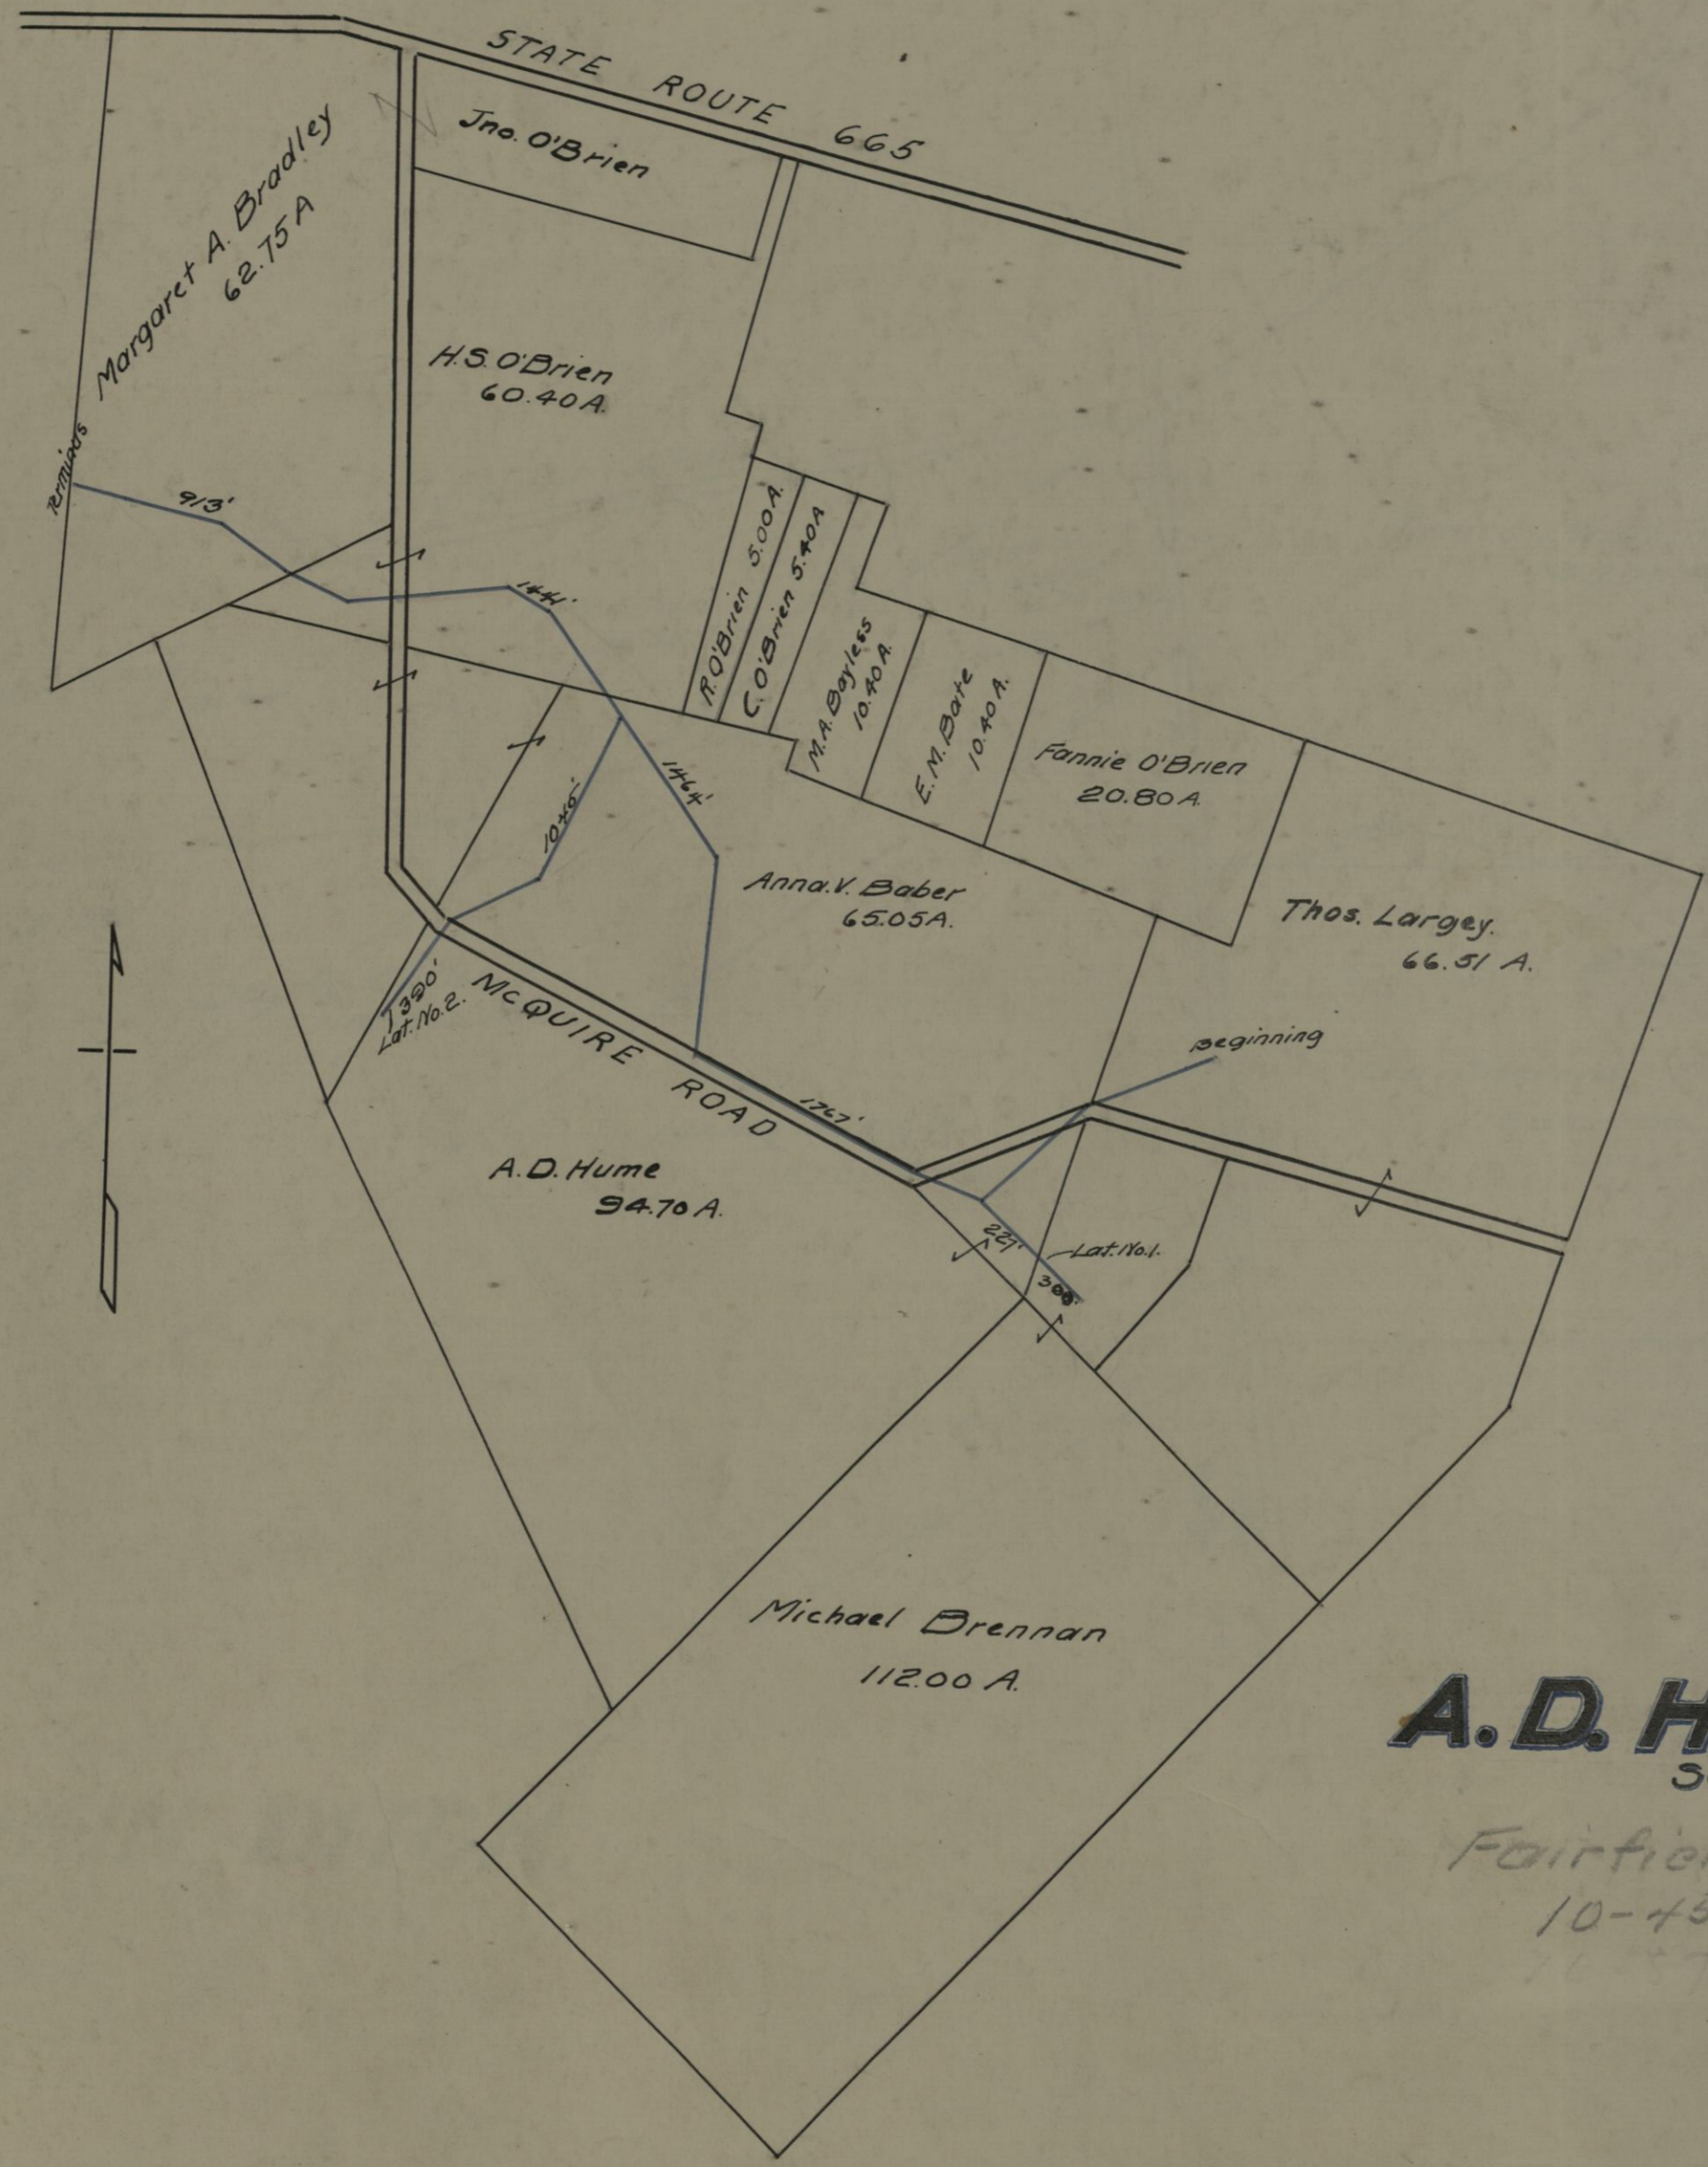 STATE ROUTE 665
Jno. O'Brien
Margaret A. Bradley
62.75 A
H.S. O'Brien
60.40 A.
Terminus
913'
1441'
R. O'Brien 5.00 A.
C. O'Brien 5.40 A
M.A. Bayless
10.40 A.
E.M. Bate
10.40 A.
Fannie O'Brien
20.80 A.
1464'
Anna. V. Baber
65.05 A.
Thos. Largey.
66.51 A.
390'
Lat. No. 2.
McQUIRE ROAD
Beginning
1767'
A.D. Hume
94.70 A.
227'
Lat. No. 1.
300'
Michael Brennan
112.00 A.
A.D. H
S
Fairfie
10-45